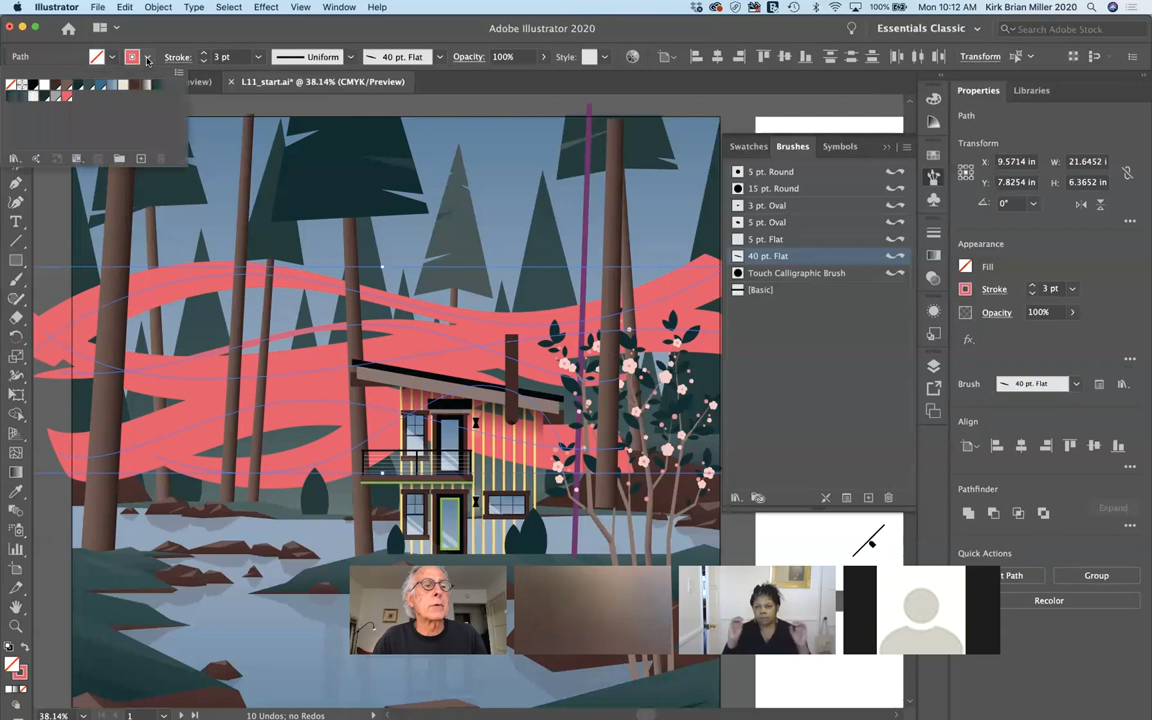 Illustrator File Edit Object Type Select Effect View Window Help 100% Mon 10:12 AM Kirk Brian Miller 2020
Adobe Illustrator 2020
Essentials Classic
Search Adobe Stock
Path
Stroke:
3 pt
Uniform
40 pt. Flat
Opacity:
100%
Style:
Transform
L11_start.ai* @ 38.14% (CMYK/Preview)
Properties
Libraries
Path
Transform
X: 9.5714 in
W: 21.6452 i
Y: 7.8254 in
H: 6.3652 in
0°
Appearance
Fill
Stroke
3 pt
Opacity
100%
fx.
Brush
40 pt. Flat
Align
Pathfinder
Expand
Quick Actions
t Path
Group
Recolor
Swatches
Brushes
Symbols
5 pt. Round
15 pt. Round
3 pt. Oval
5 pt. Oval
5 pt. Flat
40 pt. Flat
Touch Calligraphic Brush
[Basic]
38.14%
1
10 Undos; no Redos